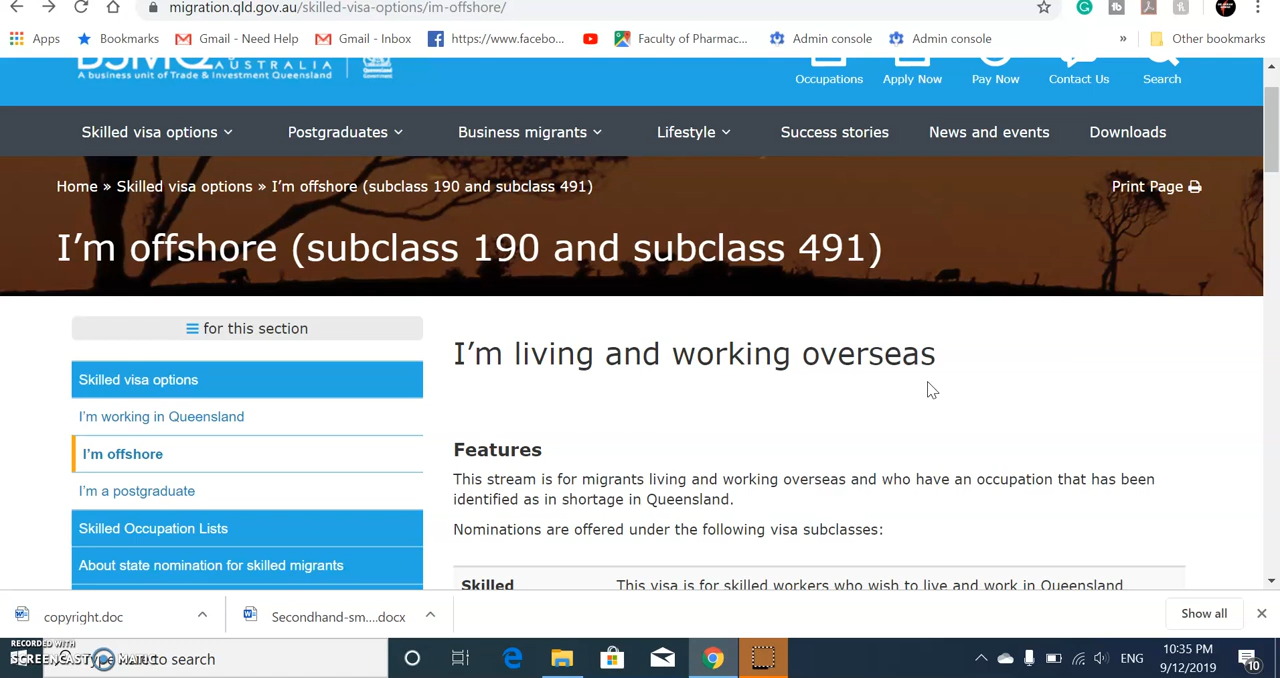 migration.qld.gov.au/skilled-visa-options/im-offshore/
Apps Bookmarks Gmail - Need Help Gmail - Inbox https://www.facebo... Faculty of Pharmac... Admin console Admin console » Other bookmarks
BSMQ AUSTRALIA
A business unit of Trade & Investment Queensland
Occupations Apply Now Pay Now Contact Us Search
Skilled visa options Postgraduates Business migrants Lifestyle Success stories News and events Downloads
Home » Skilled visa options » I'm offshore (subclass 190 and subclass 491) Print Page
I'm offshore (subclass 190 and subclass 491)
for this section
Skilled visa options
I'm working in Queensland
I'm offshore
I'm a postgraduate
Skilled Occupation Lists
About state nomination for skilled migrants
I'm living and working overseas
Features
This stream is for migrants living and working overseas and who have an occupation that has been
identified as in shortage in Queensland.
Nominations are offered under the following visa subclasses:
Skilled This visa is for skilled workers who wish to live and work in Queensland
copyright.doc Secondhand-sm....docx Show all
RECORDED WITH
SCREENCAST MATIC
Type here to search
ENG
10:35 PM
9/12/2019
10